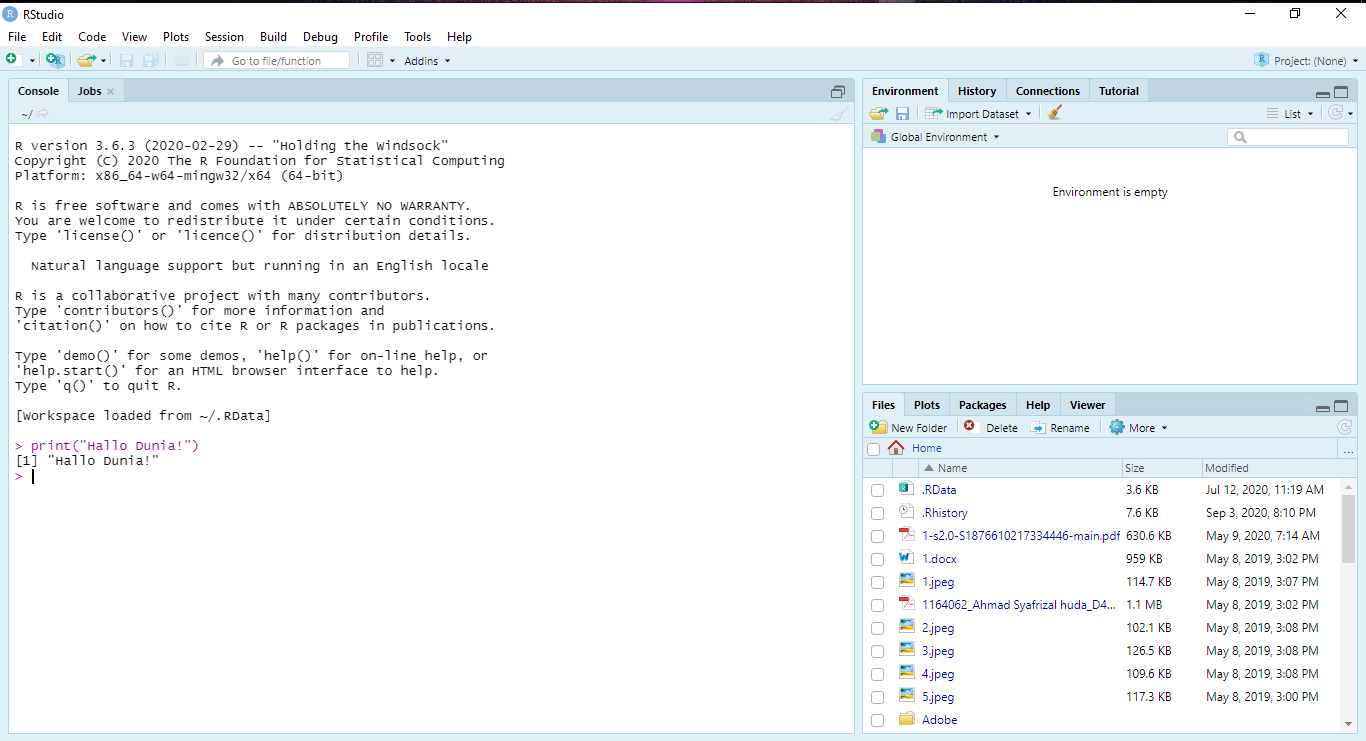 RStudio
File Edit Code View Plots Session Build Debug Profile Tools Help
Go to file/function Addins Project: (None)
Console Jobs
~/
R version 3.6.3 (2020-02-29) -- "Holding the Windsock"
Copyright (C) 2020 The R Foundation for Statistical Computing
Platform: x86_64-w64-mingw32/x64 (64-bit)
R is free software and comes with ABSOLUTELY NO WARRANTY.
You are welcome to redistribute it under certain conditions.
Type 'license()' or 'licence()' for distribution details.
Natural language support but running in an English locale
R is a collaborative project with many contributors.
Type 'contributors()' for more information and
'citation()' on how to cite R or R packages in publications.
Type 'demo()' for some demos, 'help()' for on-line help, or
'help.start()' for an HTML browser interface to help.
Type 'q()' to quit R.
[Workspace loaded from ~/.RData]
> print("Hallo Dunia!")
[1] "Hallo Dunia!"
>
Environment History Connections Tutorial
Import Dataset List
Global Environment
Environment is empty
Files Plots Packages Help Viewer
New Folder Delete Rename More
Home ...
Name Size Modified
.RData 3.6 KB Jul 12, 2020, 11:19 AM
.Rhistory 7.6 KB Sep 3, 2020, 8:10 PM
1-s2.0-S1876610217334446-main.pdf 630.6 KB May 9, 2020, 7:14 AM
1.docx 959 KB May 8, 2019, 3:02 PM
1.jpeg 114.7 KB May 8, 2019, 3:07 PM
1164062_Ahmad Syafrizal huda_D4... 1.1 MB May 8, 2019, 3:02 PM
2.jpeg 102.1 KB May 8, 2019, 3:08 PM
3.jpeg 126.5 KB May 8, 2019, 3:08 PM
4.jpeg 109.6 KB May 8, 2019, 3:08 PM
5.jpeg 117.3 KB May 8, 2019, 3:00 PM
Adobe